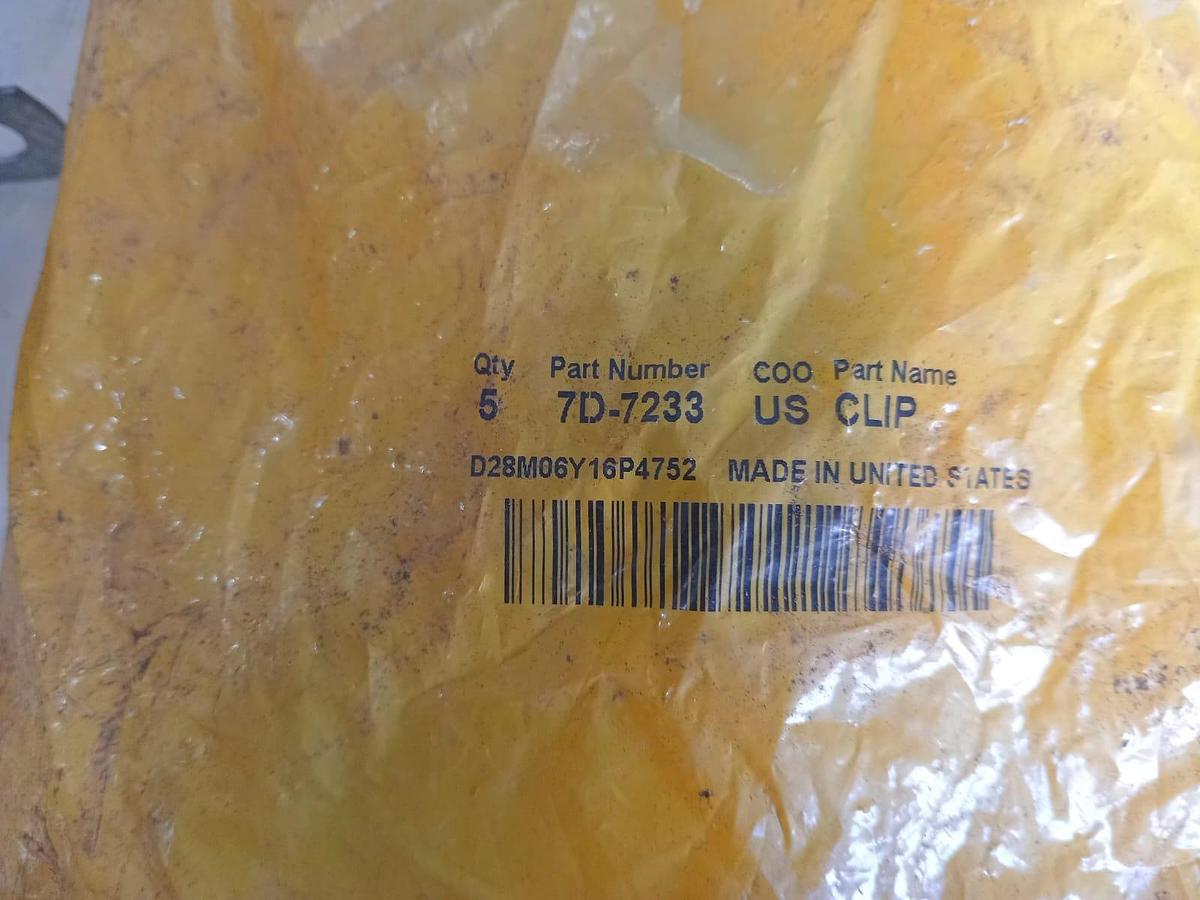 Qty Part Number COO Part Name
5 7D-7233 US CLIP
D28M06Y16P4752 MADE IN UNITED STATES